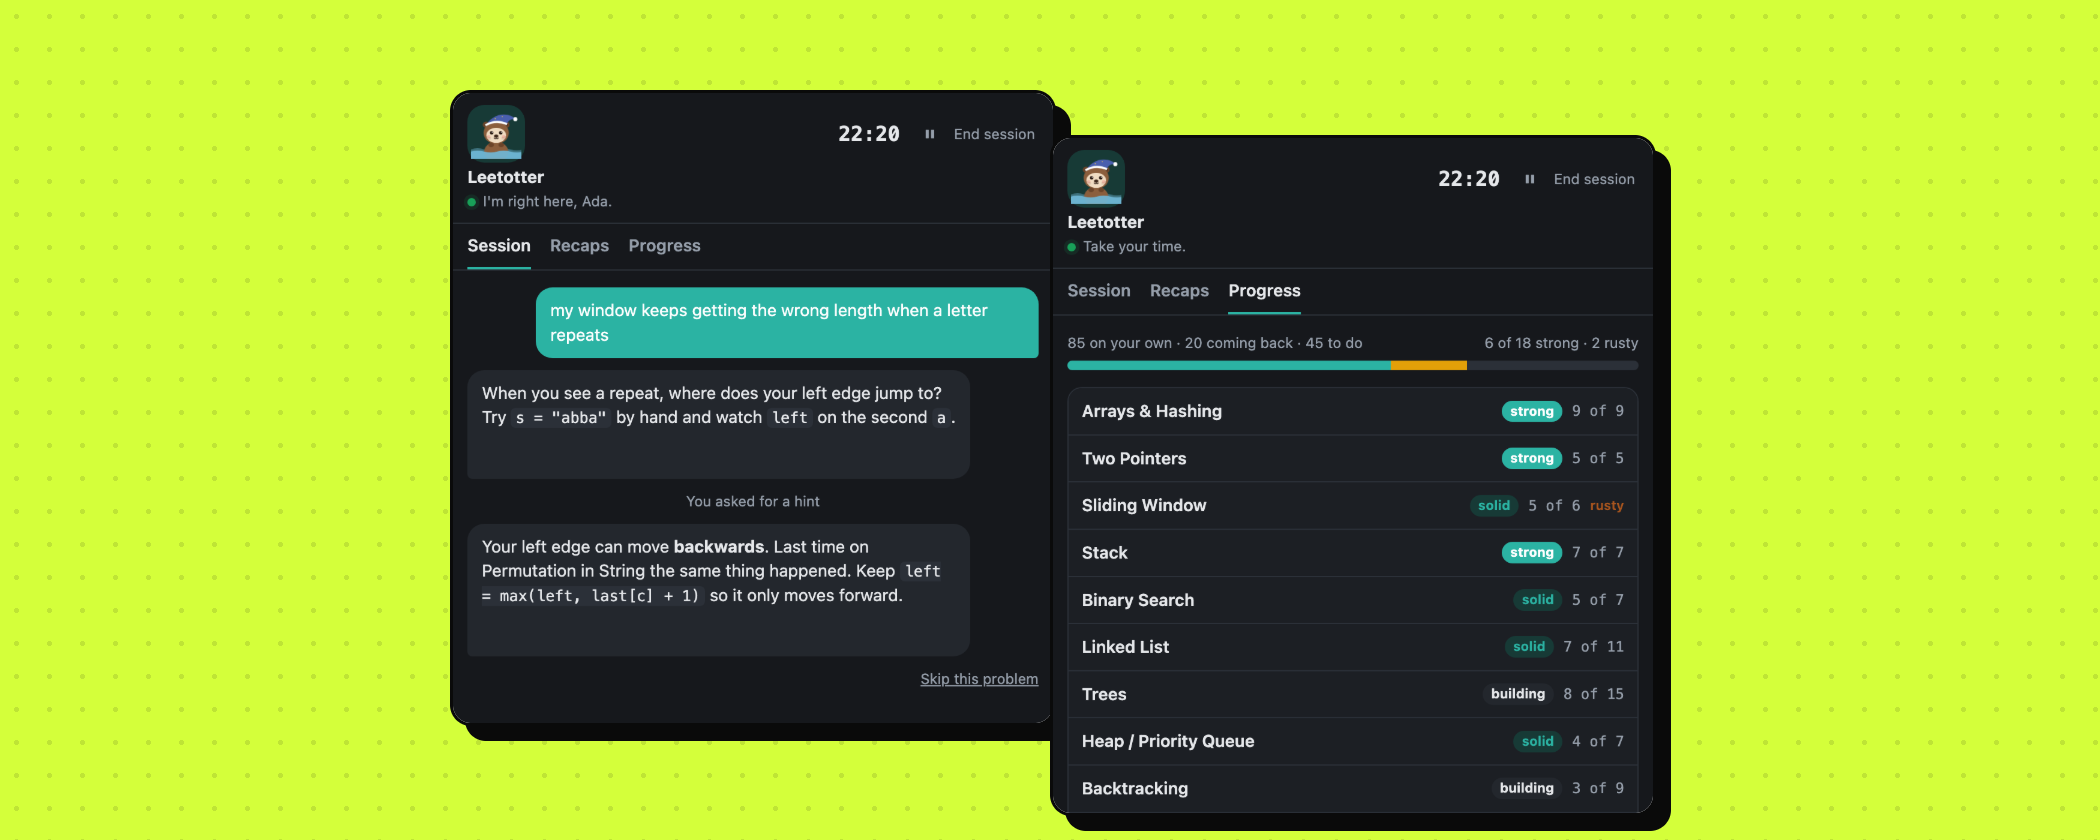 22:20
End session
Leetotter
I'm right here, Ada.
Session Recaps Progress
my window keeps getting the wrong length when a letter
repeats
When you see a repeat, where does your left edge jump to?
Try s = "abba" by hand and watch left on the second a.
You asked for a hint
Your left edge can move backwards. Last time on
Permutation in String the same thing happened. Keep left
= max(left, last[c] + 1) so it only moves forward.
Skip this problem
22:20
End session
Leetotter
Take your time.
Session Recaps Progress
85 on your own · 20 coming back · 45 to do
6 of 18 strong · 2 rusty
Arrays & Hashing strong 9 of 9
Two Pointers strong 5 of 5
Sliding Window solid 5 of 6 rusty
Stack strong 7 of 7
Binary Search solid 5 of 7
Linked List solid 7 of 11
Trees building 8 of 15
Heap / Priority Queue solid 4 of 7
Backtracking building 3 of 9